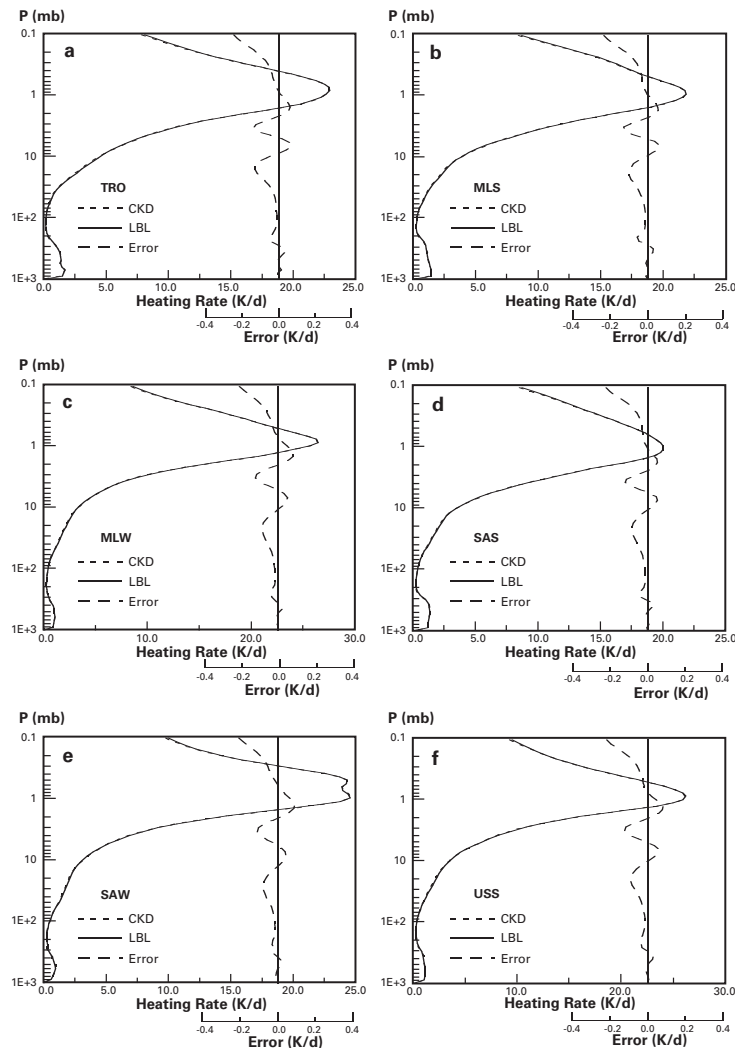 P (mb)
P (mb)
0.1
1
10
1E+2
1E+3
a
TRO
CKD
LBL
Error
0.0 5.0 10.0 15.0 20.0 25.0
Heating Rate (K/d)
-0.4 -0.2 0.0 0.2 0.4
Error (K/d)
0.1
1
10
1E+2
1E+3
b
MLS
CKD
LBL
Error
0.0 5.0 10.0 15.0 20.0 25.0
Heating Rate (K/d)
-0.4 -0.2 0.0 0.2 0.4
Error (K/d)
P (mb)
P (mb)
0.1
1
10
1E+2
1E+3
c
MLW
CKD
LBL
Error
0.0 10.0 20.0 30.0
Heating Rate (K/d)
-0.4 -0.2 0.0 0.2 0.4
Error (K/d)
0.1
1
10
1E+2
1E+3
d
SAS
CKD
LBL
Error
0.0 5.0 10.0 15.0 20.0 25.0
Heating Rate (K/d)
-0.4 -0.2 0.0 0.2 0.4
Error (K/d)
P (mb)
P (mb)
0.1
1
10
1E+2
1E+3
e
SAW
CKD
LBL
Error
0.0 5.0 10.0 15.0 20.0 25.0
Heating Rate (K/d)
-0.4 -0.2 0.0 0.2 0.4
Error (K/d)
0.1
1
10
1E+2
1E+3
f
USS
CKD
LBL
Error
0.0 10.0 20.0 30.0
Heating Rate (K/d)
-0.4 -0.2 0.0 0.2 0.4
Error (K/d)